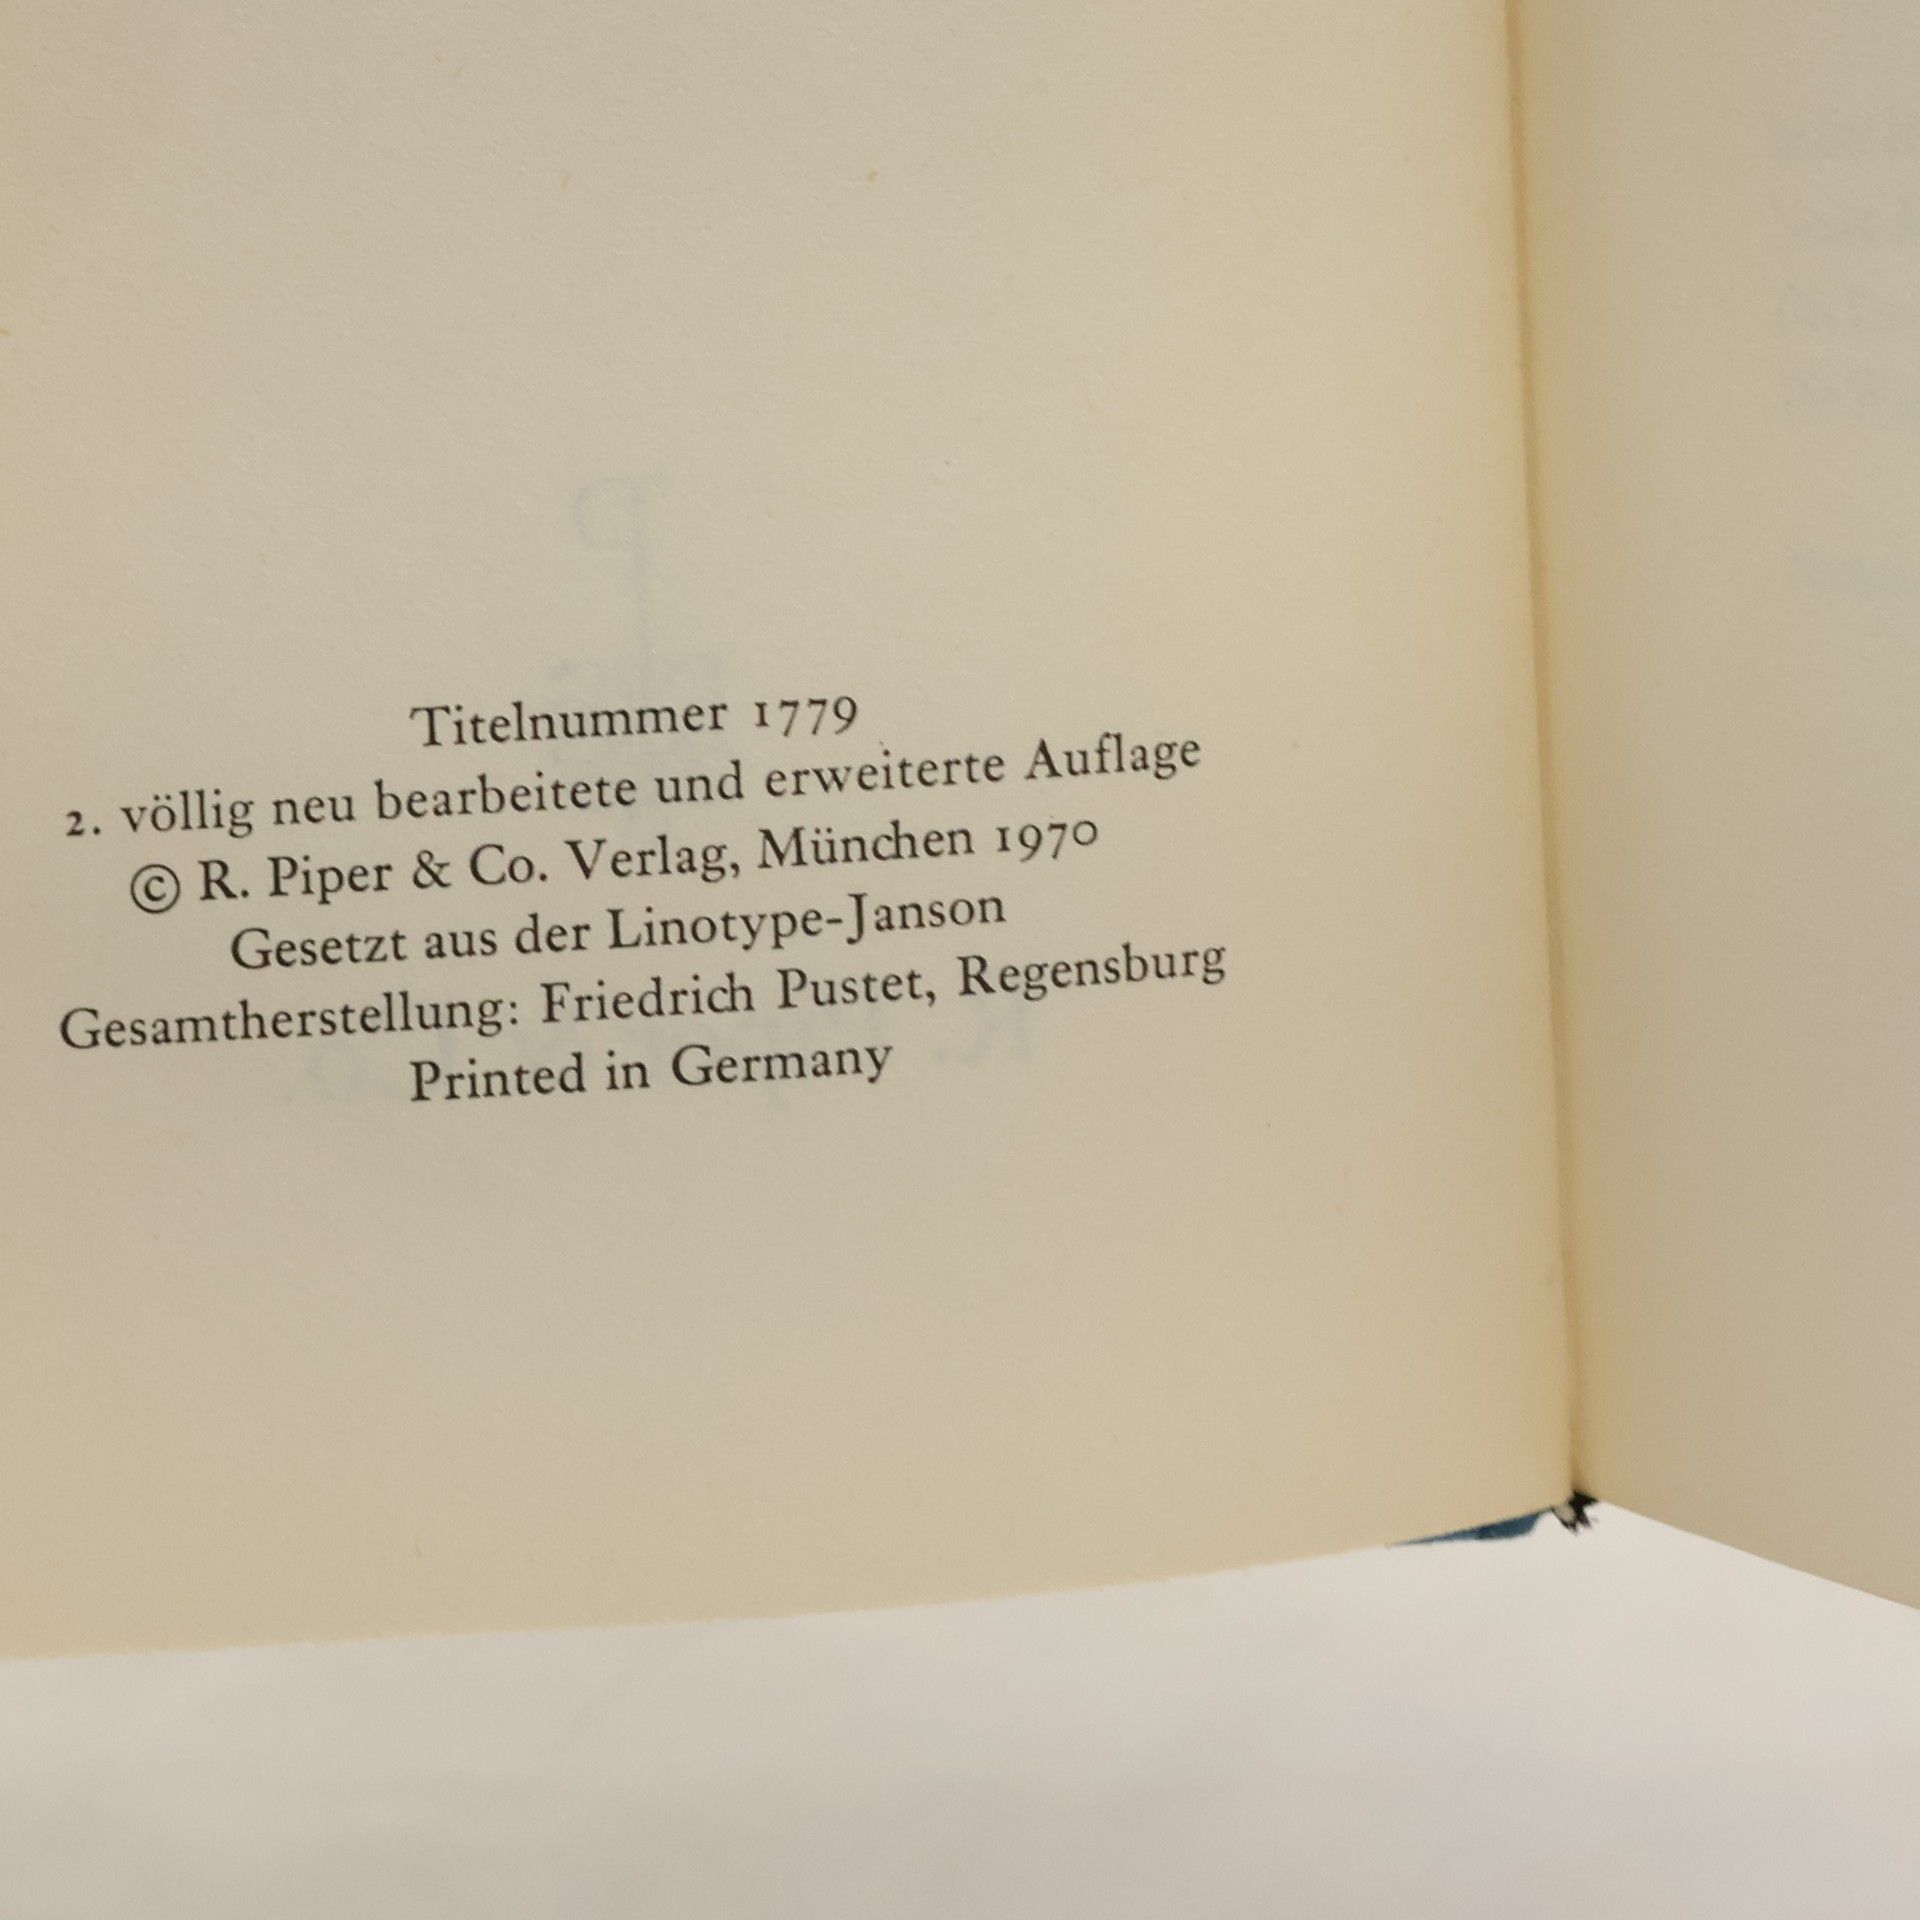 Titelnummer 1779
2. völlig neu bearbeitete und erweiterte Auflage
© R. Piper & Co. Verlag, München 1970
Gesetzt aus der Linotype-Janson
Gesamtherstellung: Friedrich Pustet, Regensburg
Printed in Germany